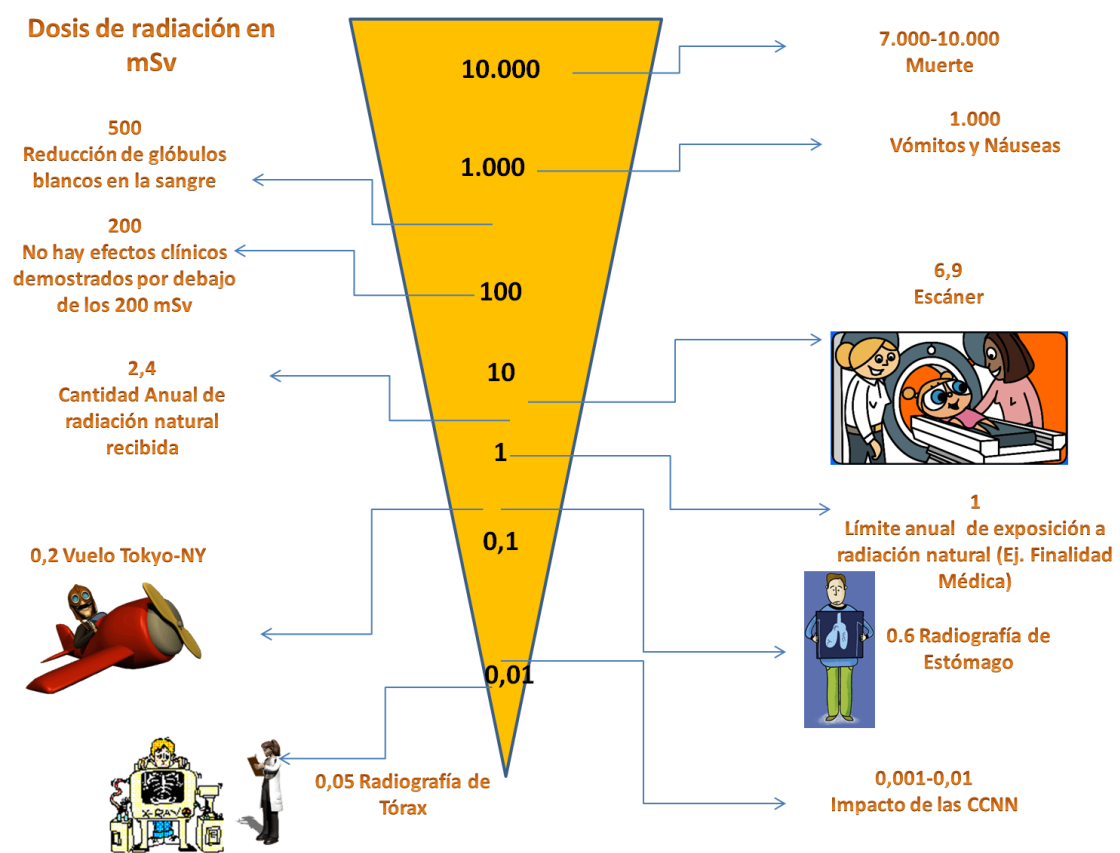 Dosis de radiación en
mSv
10.000
1.000
100
10
1
0,1
0,01
500
Reducción de glóbulos
blancos en la sangre
200
No hay efectos clínicos
demostrados por debajo
de los 200 mSv
2,4
Cantidad Anual de
radiación natural
recibida
0,2 Vuelo Tokyo-NY
X-RAY
0,05 Radiografía de
Tórax
7.000-10.000
Muerte
1.000
Vómitos y Náuseas
6,9
Escáner
1
Límite anual de exposición a
radiación natural (Ej. Finalidad
Médica)
0.6 Radiografía de
Estómago
0,001-0,01
Impacto de las CCNN